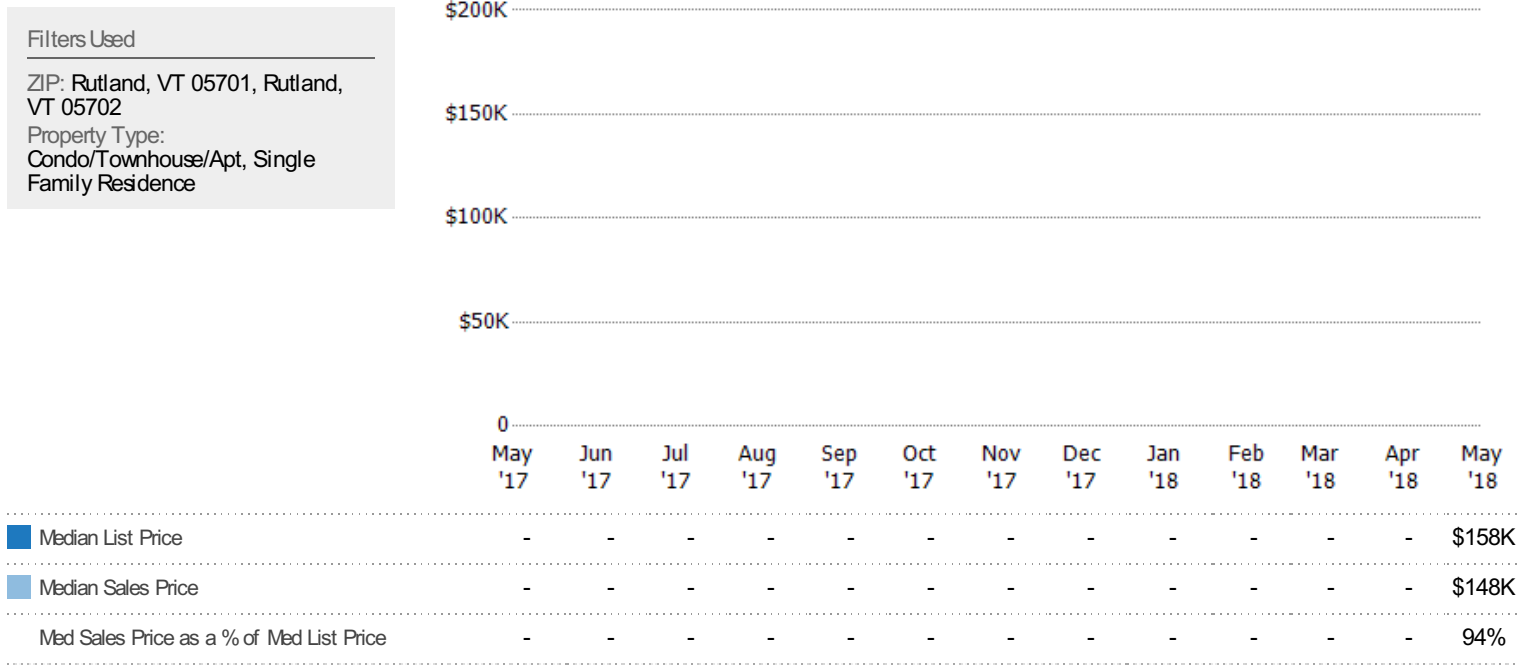 Filters Used
ZIP: Rutland, VT 05701, Rutland,
VT 05702
Property Type:
Condo/Townhouse/Apt, Single
Family Residence
$200K
$150K
$100K
$50K
0
May Jun Jul Aug Sep Oct Nov Dec Jan Feb Mar Apr May
'17 '17 '17 '17 '17 '17 '17 '17 '18 '18 '18 '18 '18
Median List Price - - - - - - - - - - - - $158K
Median Sales Price - - - - - - - - - - - - $148K
Med Sales Price as a % of Med List Price - - - - - - - - - - - - 94%